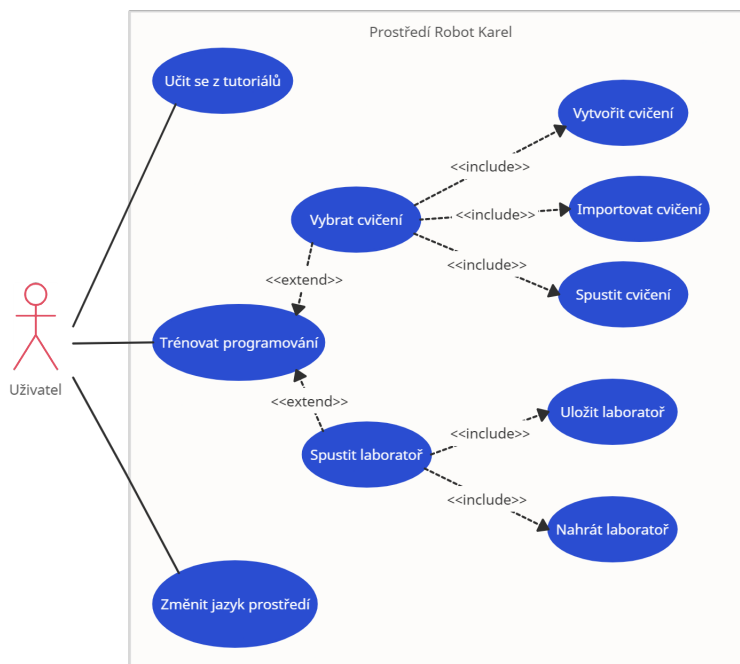 Prostředí Robot Karel
Učit se z tutoriálů
Vytvořit cvičení
<<include>>
Vybrat cvičení
<<include>>
Importovat cvičení
<<include>>
Spustit cvičení
<<extend>>
Uživatel
Trénovat programování
<<extend>>
Spustit laboratoř
<<include>>
Uložit laboratoř
<<include>>
Nahrát laboratoř
Změnit jazyk prostředí